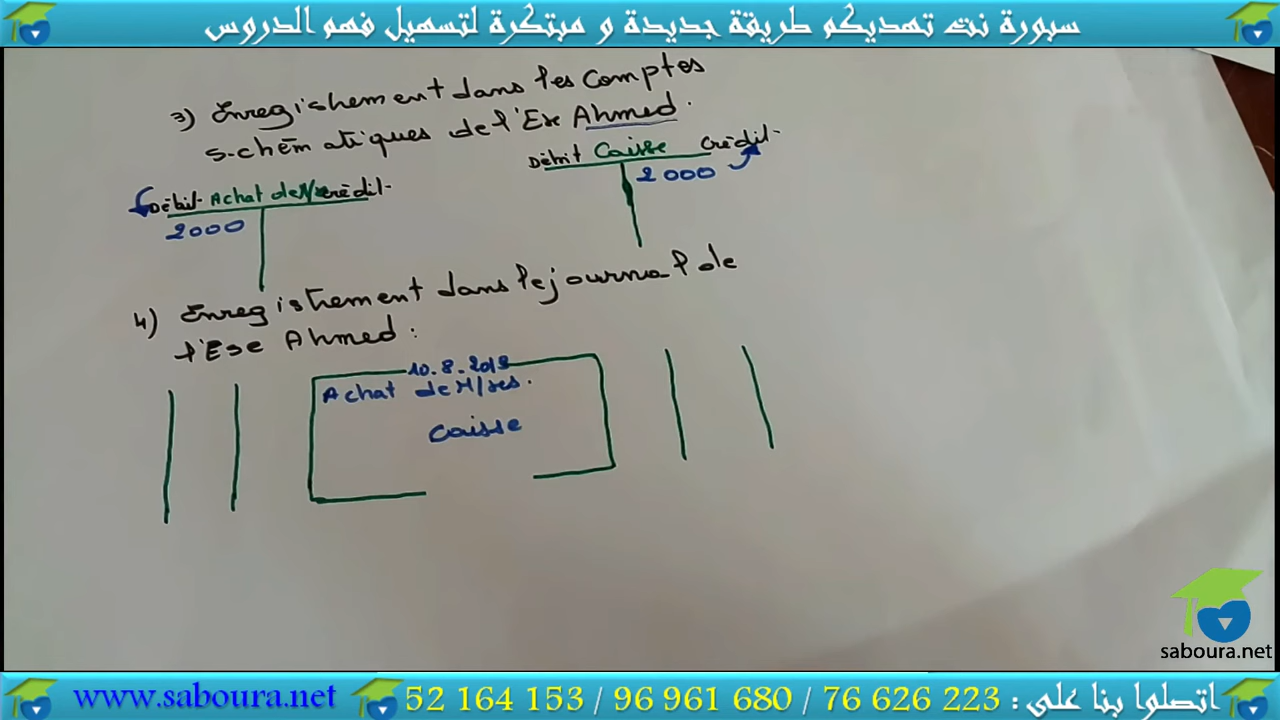 سبورة نت تهديكم طريقة جديدة و مبتكرة لتسهيل فهم الدروس
3) Enregishement dans les Comptes
schématiques de l'Ese Ahmed.
Débit Caisse Crédit
2000
Débit Achat de M crédit
2000
4) Enregistrement dans le journal de
l'Ese Ahmed :
10.8.2018
Achat de M/ses.
Caisse
saboura.net
www.saboura.net
52 164 153 / 96 961 680 / 76 626 223 : اتصلوا بنا على